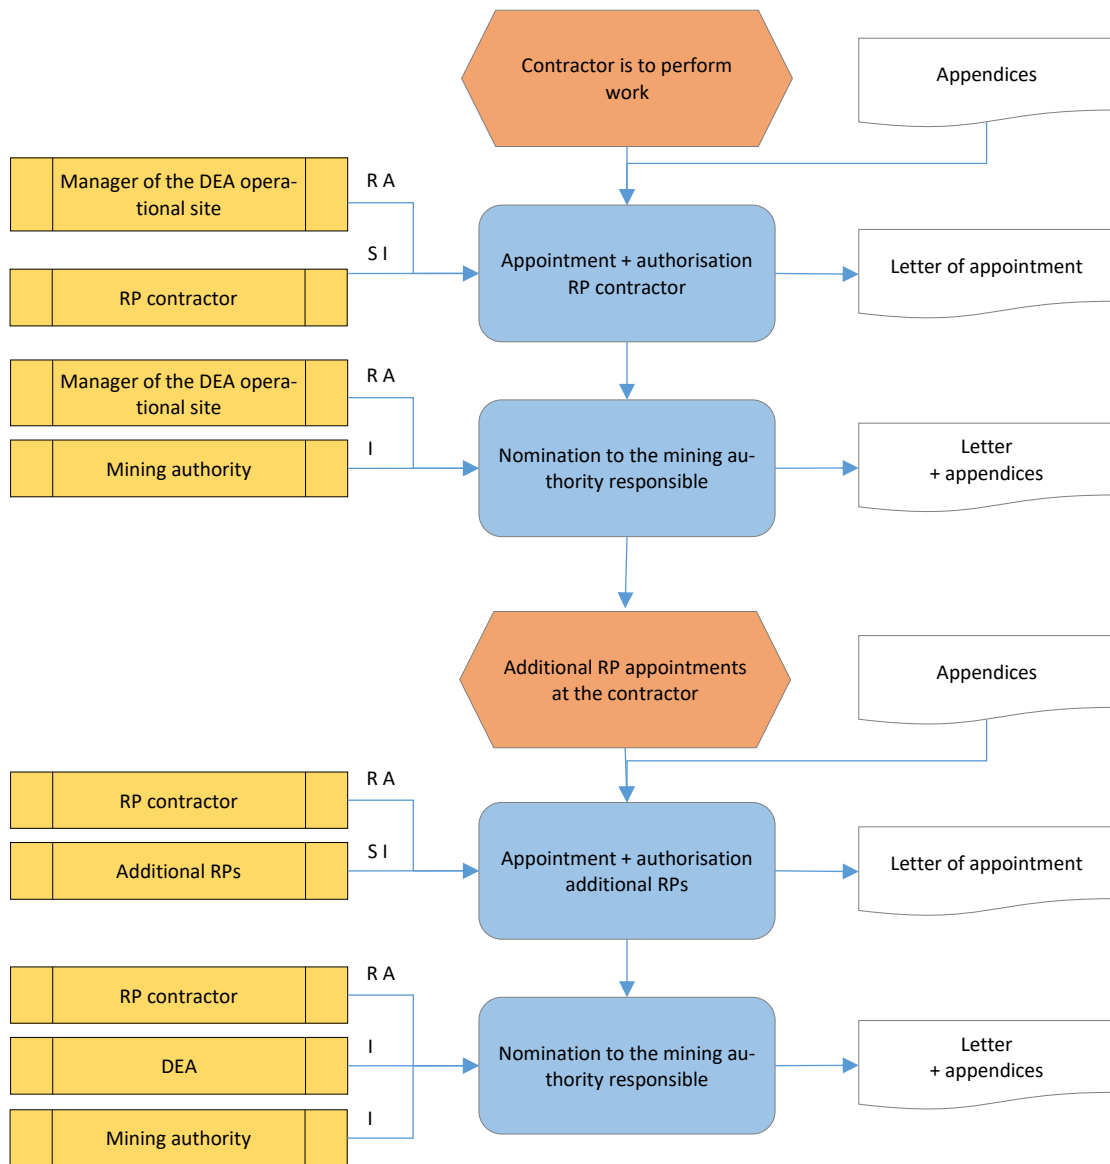 Contractor is to perform
work
Appendices
Manager of the DEA opera-
tional site
R A
S I
RP contractor
Appointment + authorisation
RP contractor
Letter of appointment
Manager of the DEA opera-
tional site
R A
I
Mining authority
Nomination to the mining au-
thority responsible
Letter
+ appendices
Additional RP appointments
at the contractor
Appendices
RP contractor
R A
S I
Additional RPs
Appointment + authorisation
additional RPs
Letter of appointment
RP contractor
R A
I
DEA
I
Mining authority
Nomination to the mining au-
thority responsible
Letter
+ appendices